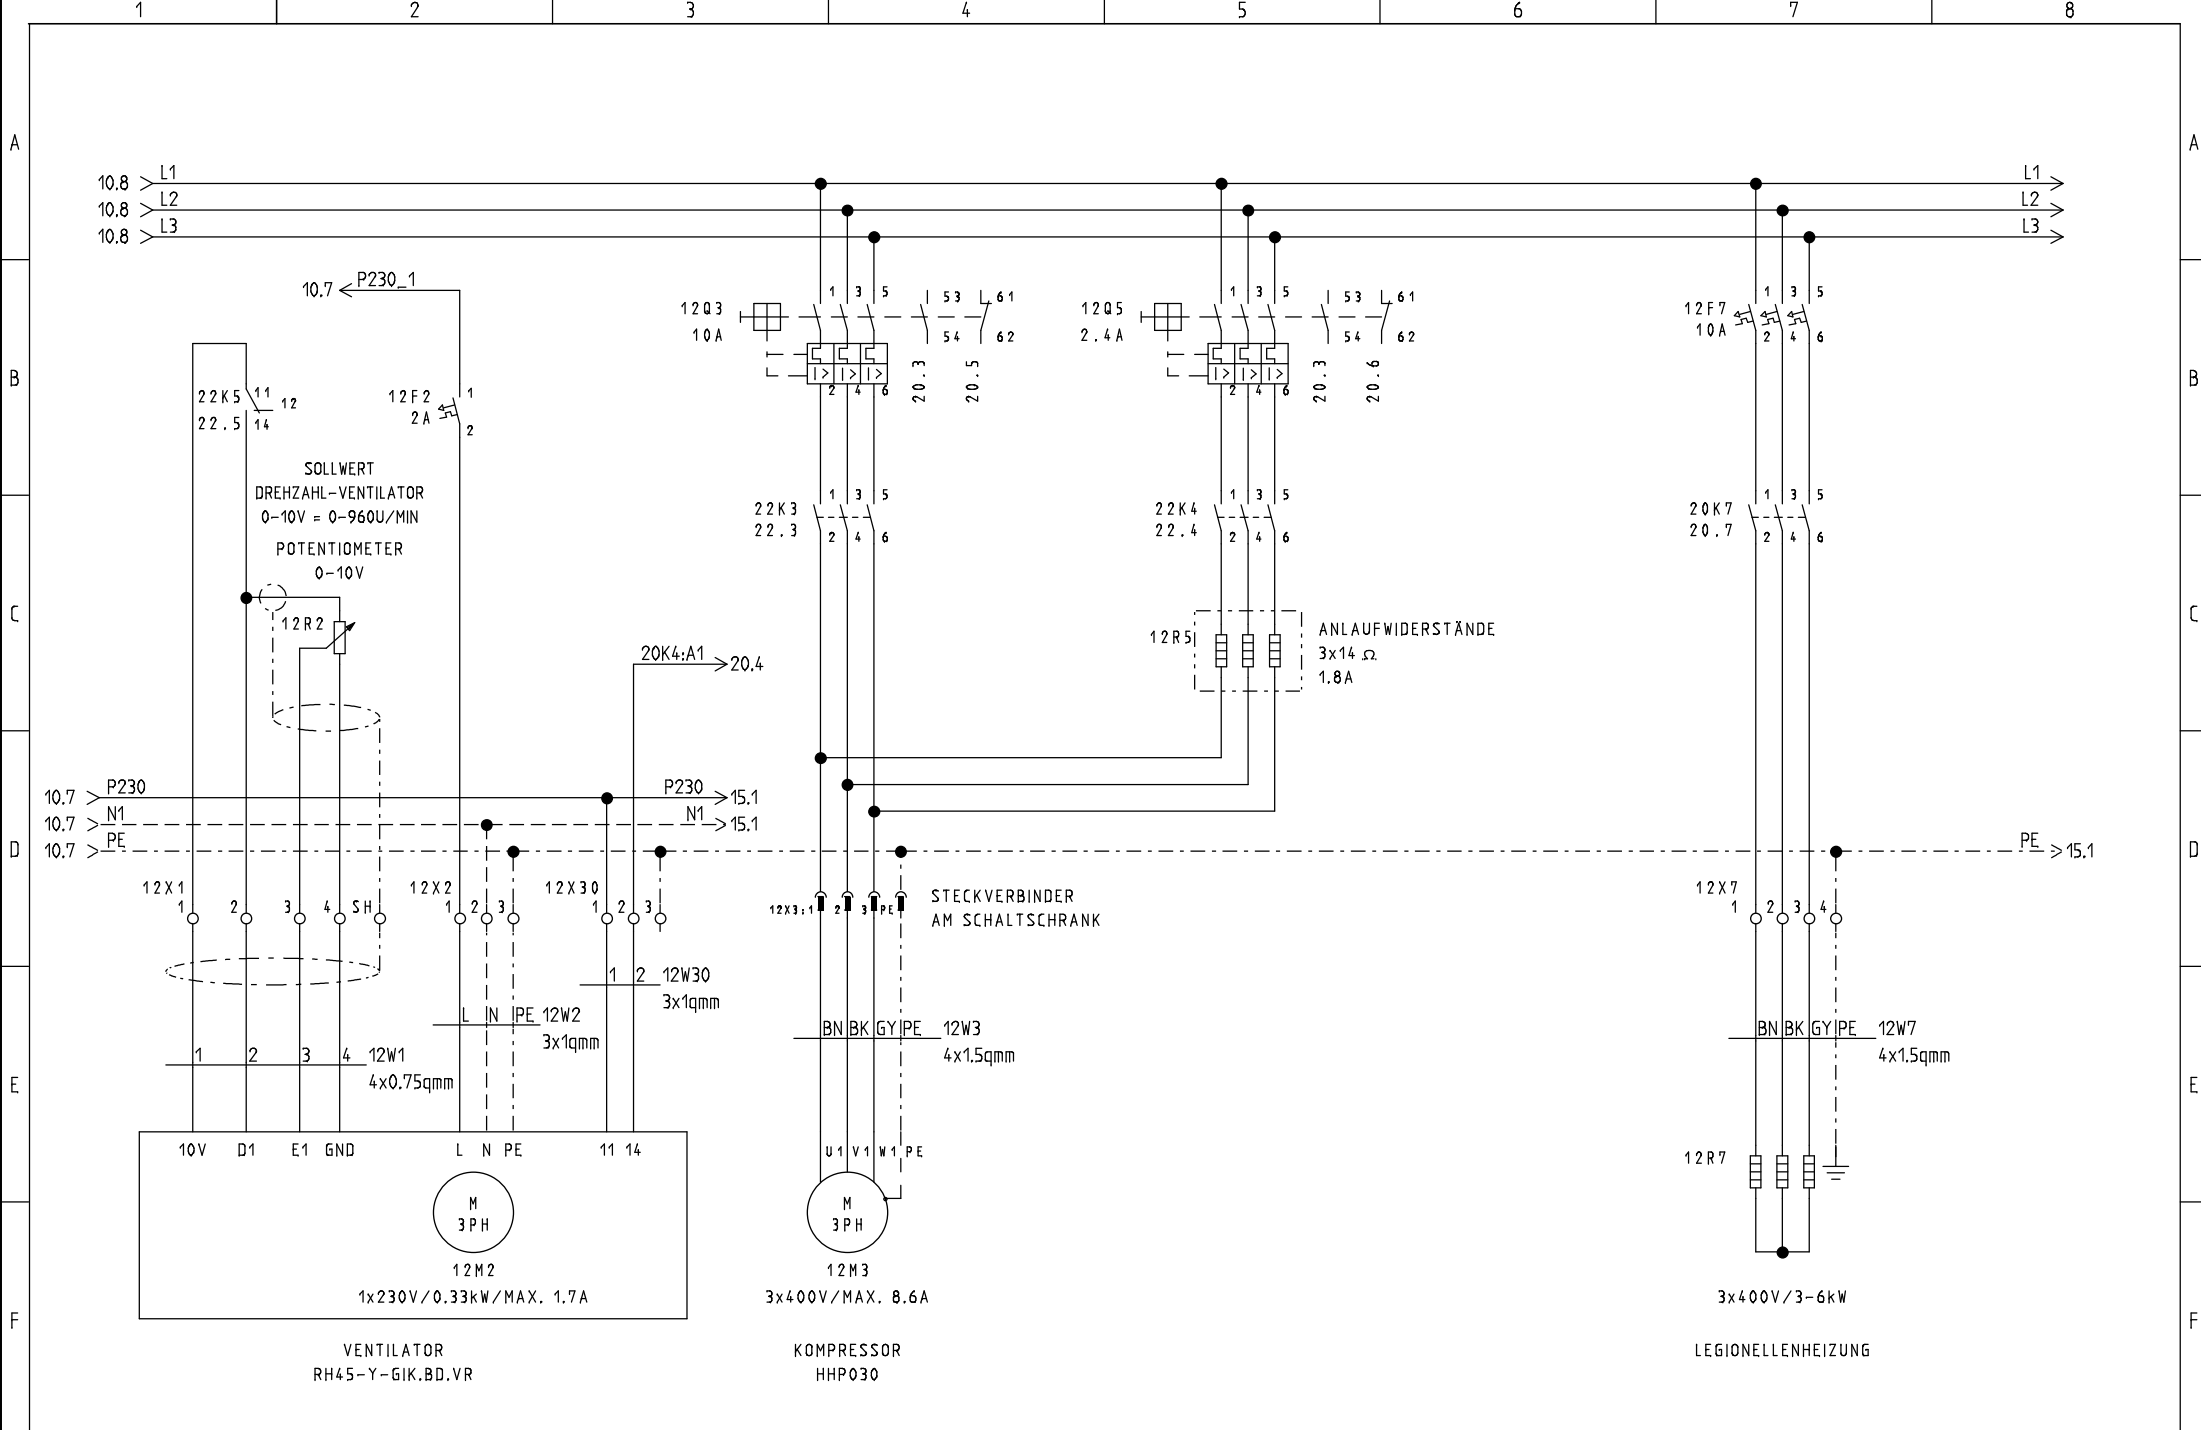 1 2 3 4 5 6 7 8
A A
10.8 L1 L1
10.8 L2 L2
10.8 L3 L3
10.7 P230_1
12Q3 1 3 5 53 61
10A 54 62
2 4 6 20.3 20.5
12Q5 1 3 5 53 61
2.4A 54 62
2 4 6 20.3 20.6
12F7 1 3 5
10A 2 4 6
B B
22K5 11 12
22.5 14
12F2 1
2A 2
SOLLWERT
DREHZAHL-VENTILATOR
0-10V = 0-960U/MIN
POTENTIOMETER
0-10V
22K3 1 3 5
22.3 2 4 6
22K4 1 3 5
22.4 2 4 6
20K7 1 3 5
20.7 2 4 6
C C
12R2
20K4:A1 20.4
12R5 ANLAUFWIDERSTÄNDE
3x14 Ω
1.8A
10.7 P230 P230 15.1
10.7 N1 N1 15.1
10.7 PE PE 15.1
D D
12X1 1 2 3 4 SH
12X2 1 2 3
12X30 1 2 3
12X3:1 2 3 PE
STECKVERBINDER
AM SCHALTSCHRANK
12X7
1 2 3 4
1 2 12W30
3x1qmm
L N PE 12W2
3x1qmm
BN BK GY PE 12W3
4x1.5qmm
BN BK GY PE 12W7
4x1.5qmm
1 2 3 4 12W1
4x0.75qmm
E E
10V D1 E1 GND L N PE 11 14
U1 V1 W1 PE
12R7
M
3PH
M
3PH
12M2
12M3
1x230V/0.33kW/MAX. 1.7A
3x400V/MAX. 8.6A
3x400V/3-6kW
F F
VENTILATOR
RH45-Y-GIK.BD.VR
KOMPRESSOR
HHP030
LEGIONELLENHEIZUNG